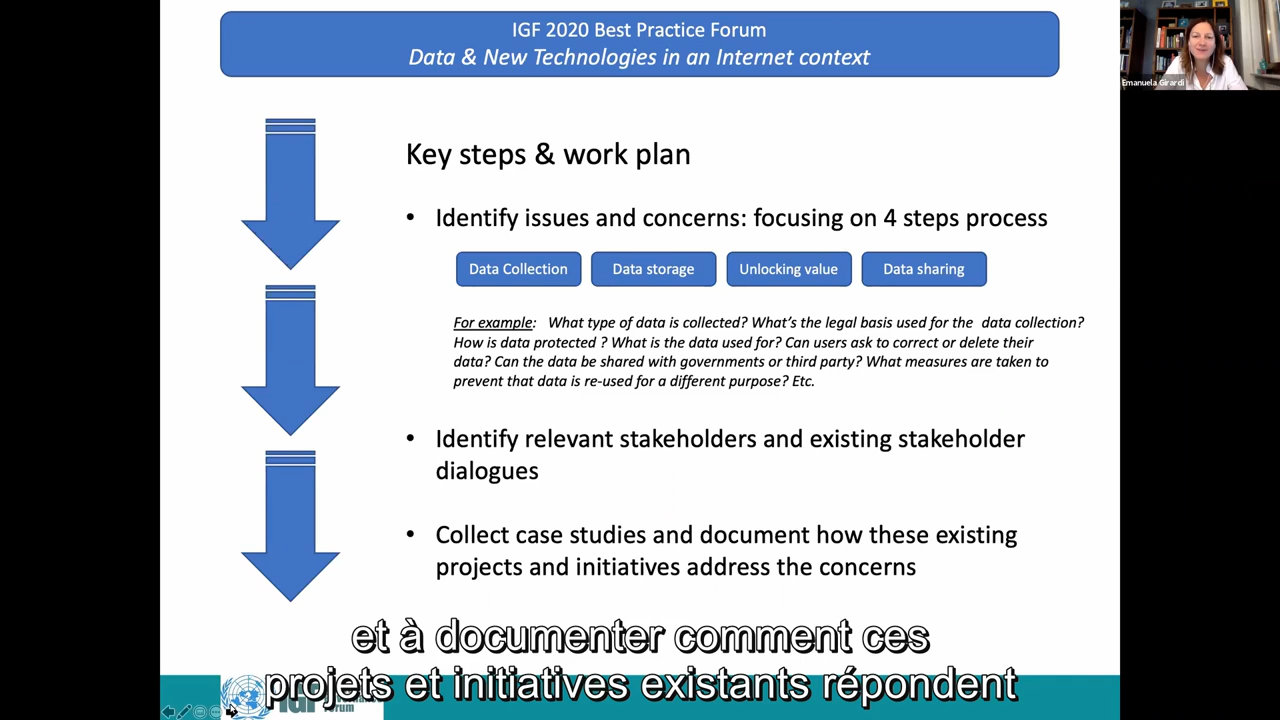 IGF 2020 Best Practice Forum
Data & New Technologies in an Internet context
Emanuela Girardi
Key steps & work plan
• Identify issues and concerns: focusing on 4 steps process
Data Collection
Data storage
Unlocking value
Data sharing
For example: What type of data is collected? What's the legal basis used for the data collection?
How is data protected ? What is the data used for? Can users ask to correct or delete their
data? Can the data be shared with governments or third party? What measures are taken to
prevent that data is re-used for a different purpose? Etc.
• Identify relevant stakeholders and existing stakeholder
dialogues
• Collect case studies and document how these existing
projects and initiatives address the concerns
et à documenter comment ces
projets et initiatives existants répondent
IGF
Forum